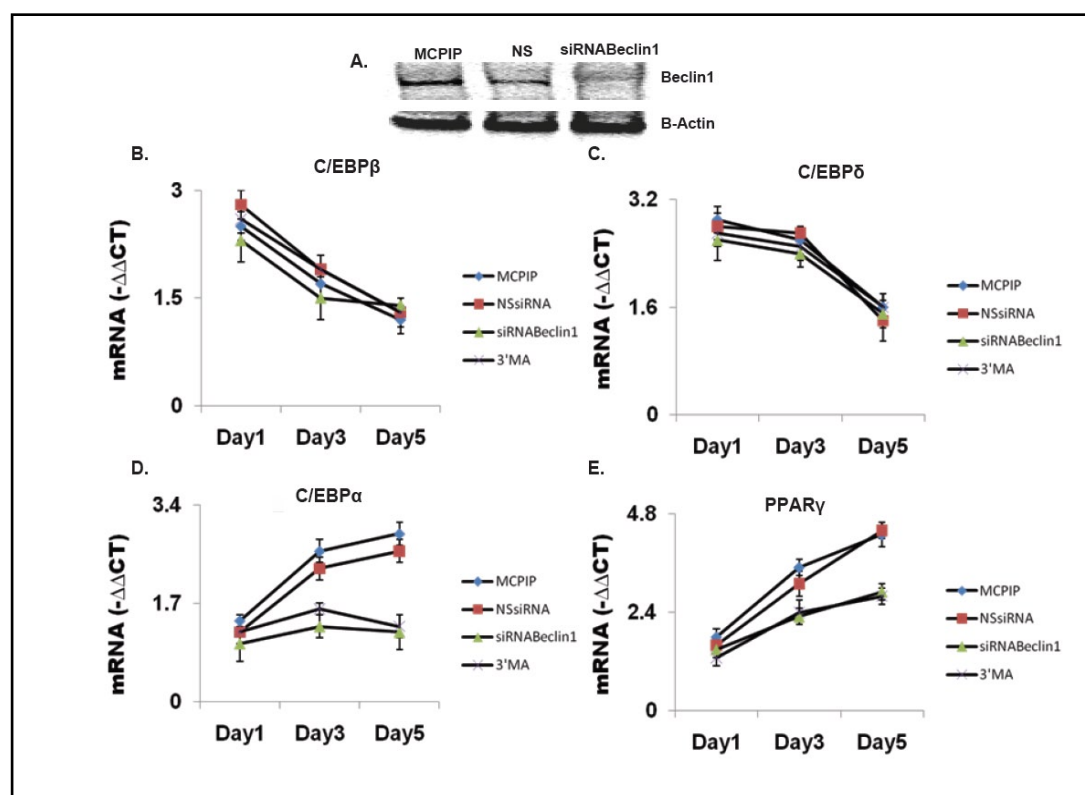 A.
MCPIP NS siRNABeclin1
Beclin1
B-Actin
B.
C/EBPβ
mRNA (-ΔΔCT)
3
1.5
0
Day1 Day3 Day5
MCPIP
NSsiRNA
siRNABeclin1
3'MA
C.
C/EBPδ
mRNA (-ΔΔCT)
3.2
1.6
0
Day1 Day3 Day5
MCPIP
NSsiRNA
siRNABeclin1
3'MA
D.
C/EBPα
mRNA (-ΔΔCT)
3.4
1.7
0
Day1 Day3 Day5
MCPIP
NSsiRNA
siRNABeclin1
3'MA
E.
PPARγ
mRNA (-ΔΔCT)
4.8
2.4
0
Day1 Day3 Day5
MCPIP
NSsiRNA
siRNABeclin1
3'MA